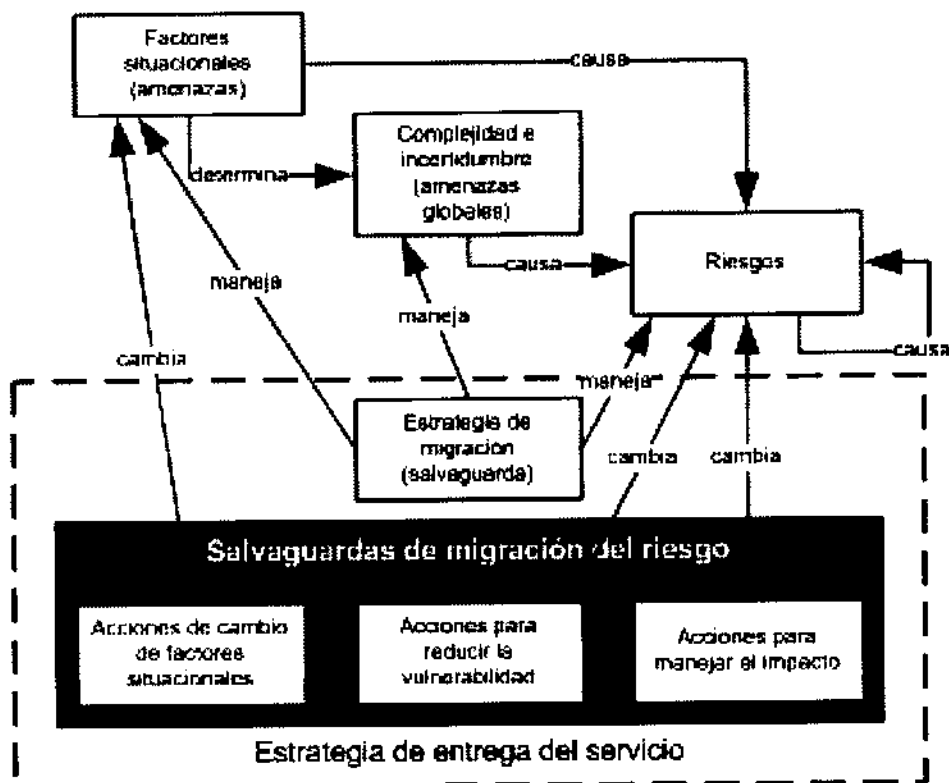 Factores
situacionales
(amenazas)
causa
Complejidad e
incertidumbre
(amenazas
globales)
determina
Riesgos
causa
maneja
maneja
causa
cambia
maneja
Estrategia de
migración
(salvaguarda)
cambia
cambia
Salvaguardas de migración del riesgo
Acciones de cambio
de factores
situacionales
Acciones para
reducir la
vulnerabilidad
Acciones para
manejar el impacto
Estrategia de entrega del servicio